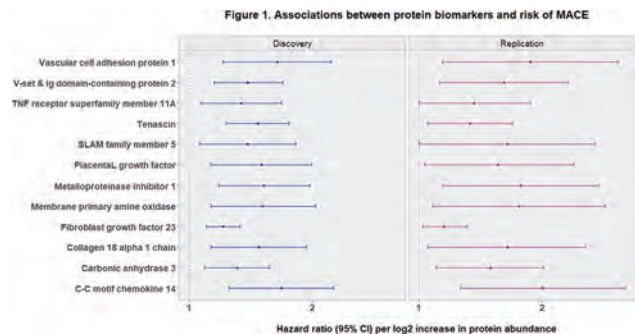 Figure 1. Associations between protein biomarkers and risk of MACE
Discovery
Replication
Vascular cell adhesion protein 1
V-set & Ig domain-containing protein 2
TNF receptor superfamily member 11A
Tenascin
SLAM family member 5
PlacentaL growth factor
Metalloproteinase inhibitor 1
Membrane primary amine oxidase
Fibroblast growth factor 23
Collagen 18 alpha 1 chain
Carbonic anhydrase 3
C-C motif chemokine 14
1 2 1 2
Hazard ratio (95% CI) per log2 increase in protein abundance